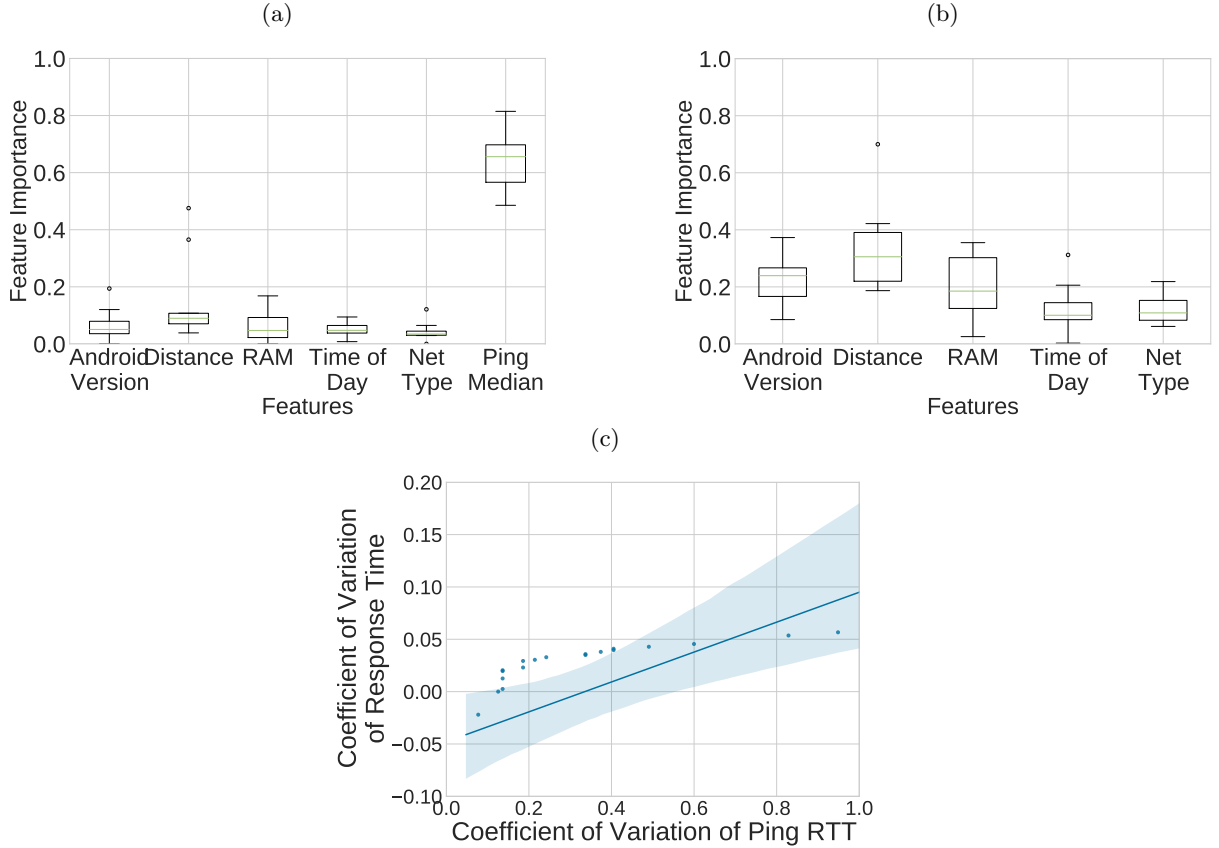 (a)
1.0
0.8
0.6
0.4
0.2
0.0
Feature Importance
Android Distance RAM Time of Net Ping
Version Day Type Median
Features
(b)
1.0
0.8
0.6
0.4
0.2
0.0
Feature Importance
Android Distance RAM Time of Net
Version Day Type
Features
(c)
0.20
0.15
0.10
0.05
0.00
−0.05
−0.10
Coefficient of Variation
of Response Time
0.0 0.2 0.4 0.6 0.8 1.0
Coefficient of Variation of Ping RTT